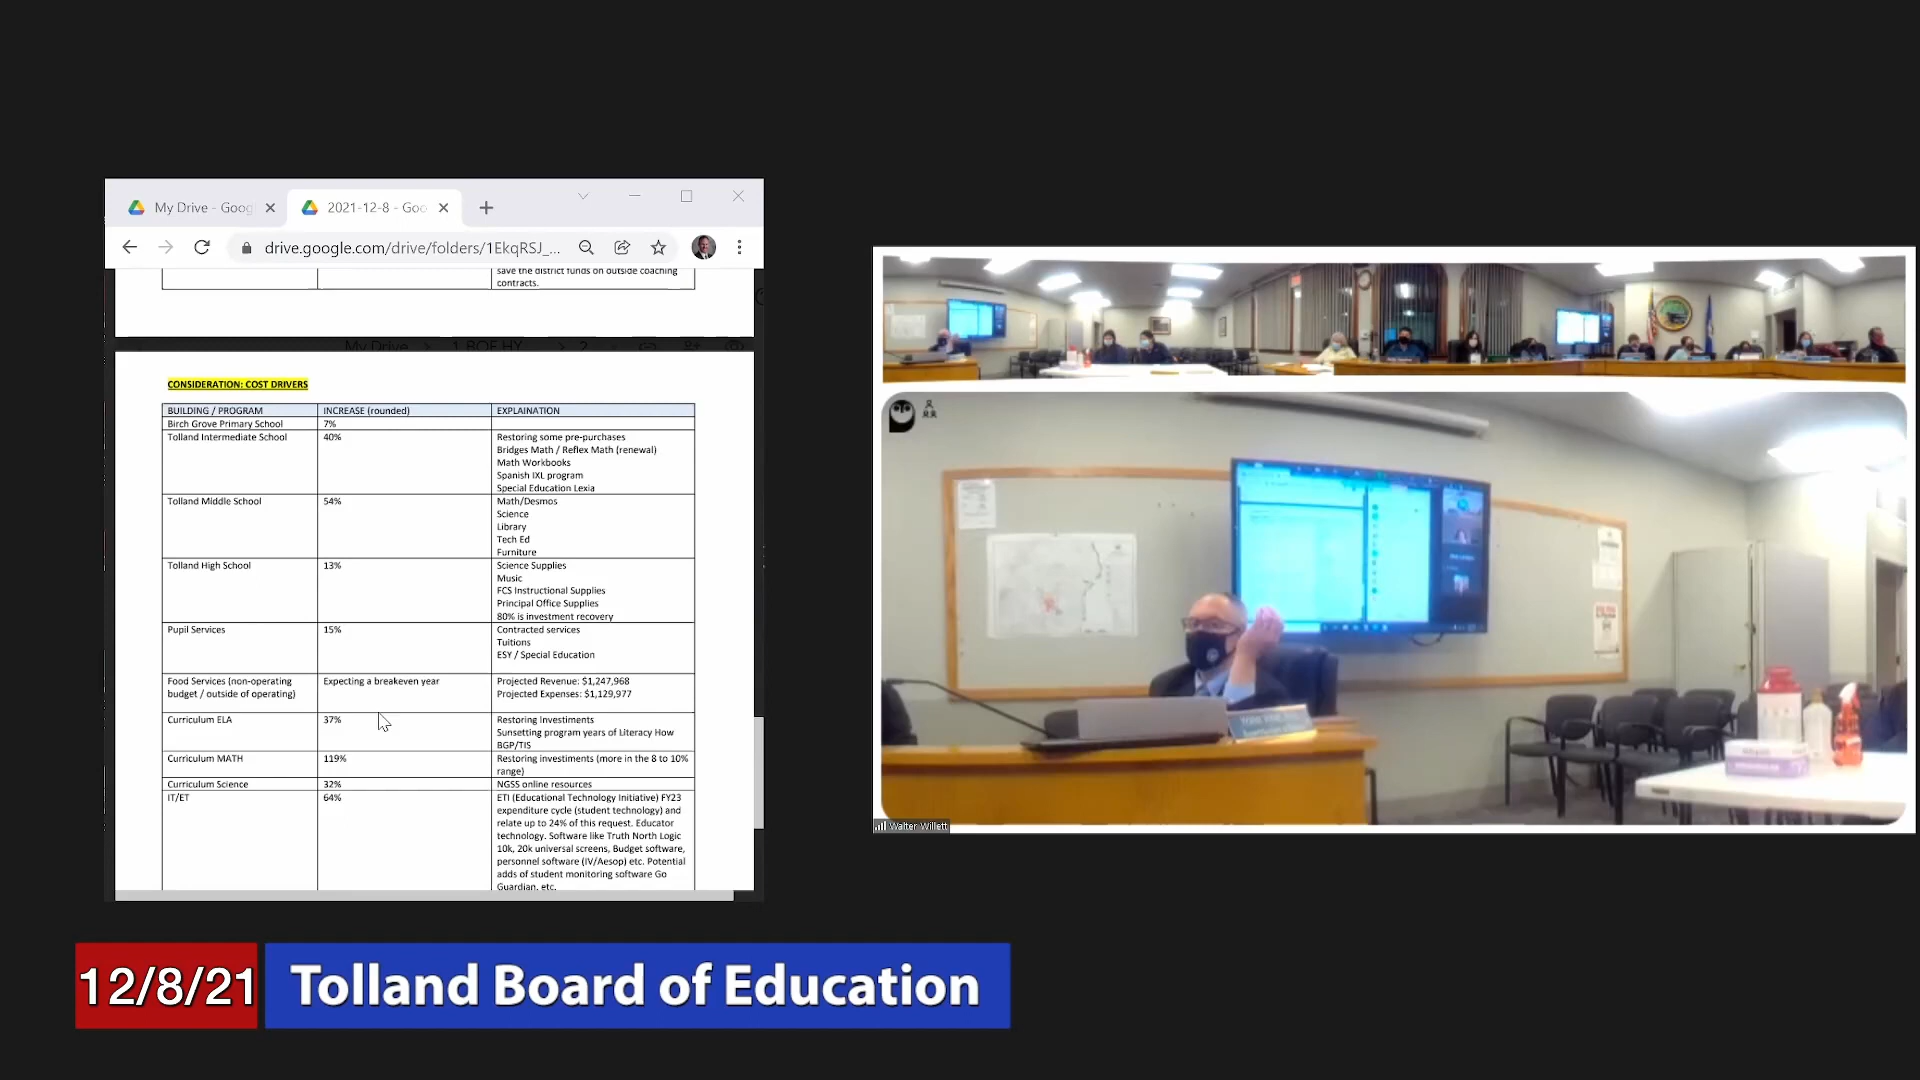 My Drive - Goog
2021-12-8 - Goo
drive.google.com/drive/folders/1EkqRSJ_...
save the district funds on outside coaching
contracts.
My Drive
CONSIDERATION: COST DRIVERS
BUILDING / PROGRAM INCREASE (rounded) EXPLAINATION
Birch Grove Primary School 7%
Tolland Intermediate School 40% Restoring some pre-purchases
Bridges Math / Reflex Math (renewal)
Math Workbooks
Spanish IXL program
Special Education Lexia
Tolland Middle School 54% Math/Desmos
Science
Library
Tech Ed
Furniture
Tolland High School 13% Science Supplies
Music
FCS Instructional Supplies
Principal Office Supplies
80% is investment recovery
Pupil Services 15% Contracted services
Tuitions
ESY / Special Education
Food Services (non-operating Expecting a breakeven year Projected Revenue: $1,247,968
budget / outside of operating) Projected Expenses: $1,129,977
Curriculum ELA 37% Restoring Investiments
Sunsetting program years of Literacy How
BGP/TIS
Curriculum MATH 119% Restoring investiments (more in the 8 to 10%
range)
Curriculum Science 32% NGSS online resources
IT/ET 64% ETI (Educational Technology Initiative) FY23
expenditure cycle (student technology) and
relate up to 24% of this request. Educator
technology. Software like Truth North Logic
10k, 20k universal screens, Budget software,
personnel software (IV/Aesop) etc. Potential
adds of student monitoring software Go
Guardian, etc.
Walter Willett
12/8/21 Tolland Board of Education